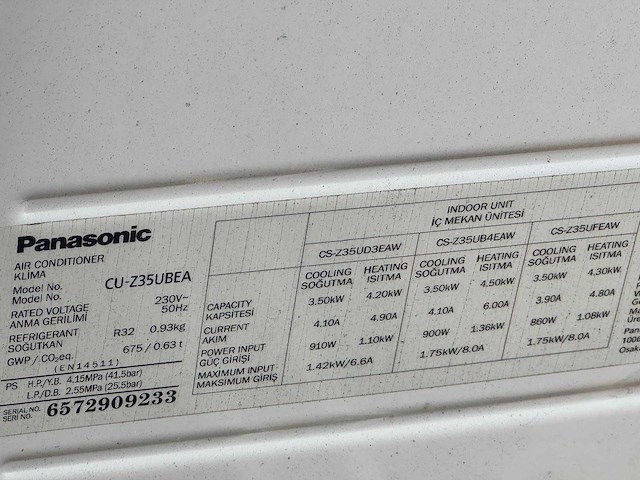 Panasonic
AIR CONDITIONER
KLİMA
Model No.
Model No.
CU-Z35UBEA
RATED VOLTAGE 230V~
ANMA GERİLİMİ 50Hz
REFRIGERANT R32 0.93kg
SOĞUTKAN
GWP / CO₂eq. 675 / 0.63 t
(EN14511)
PS H.P./Y.B. 4.15MPa (41.5bar)
L.P./D.B. 2.55MPa (25.5bar)
SERIAL NO.
SERI NO.
6572909233
INDOOR UNIT
İÇ MEKAN ÜNİTESİ
CS-Z35UD3EAW CS-Z35UB4EAW CS-Z35UFEAW
COOLING HEATING COOLING HEATING COOLING HEATING
SOĞUTMA ISITMA SOĞUTMA ISITMA SOĞUTMA ISITMA
CAPACITY 3.50kW 4.20kW 3.50kW 4.50kW 3.50kW 4.30kW
KAPSİTESİ
CURRENT 4.10A 4.90A 4.10A 6.00A 3.90A 4.80A
AKIM
POWER INPUT 910W 1.10kW 900W 1.36kW 860W 1.08kW
GÜÇ GİRİŞİ
MAXIMUM INPUT 1.42kW/6.6A 1.75kW/8.0A 1.75kW/8.0A
MAKSIMUM GİRİŞ